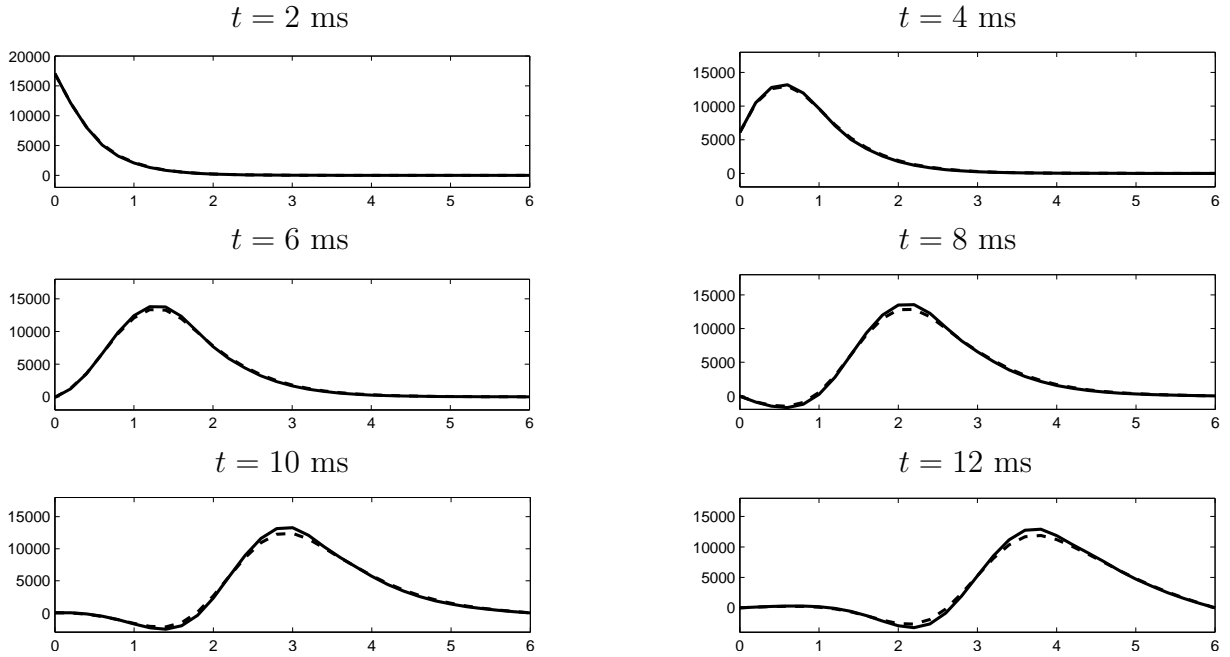 t = 2 ms
20000
15000
10000
5000
0
0 1 2 3 4 5 6
t = 4 ms
15000
10000
5000
0
0 1 2 3 4 5 6
t = 6 ms
15000
10000
5000
0
0 1 2 3 4 5 6
t = 8 ms
15000
10000
5000
0
0 1 2 3 4 5 6
t = 10 ms
15000
10000
5000
0
0 1 2 3 4 5 6
t = 12 ms
15000
10000
5000
0
0 1 2 3 4 5 6